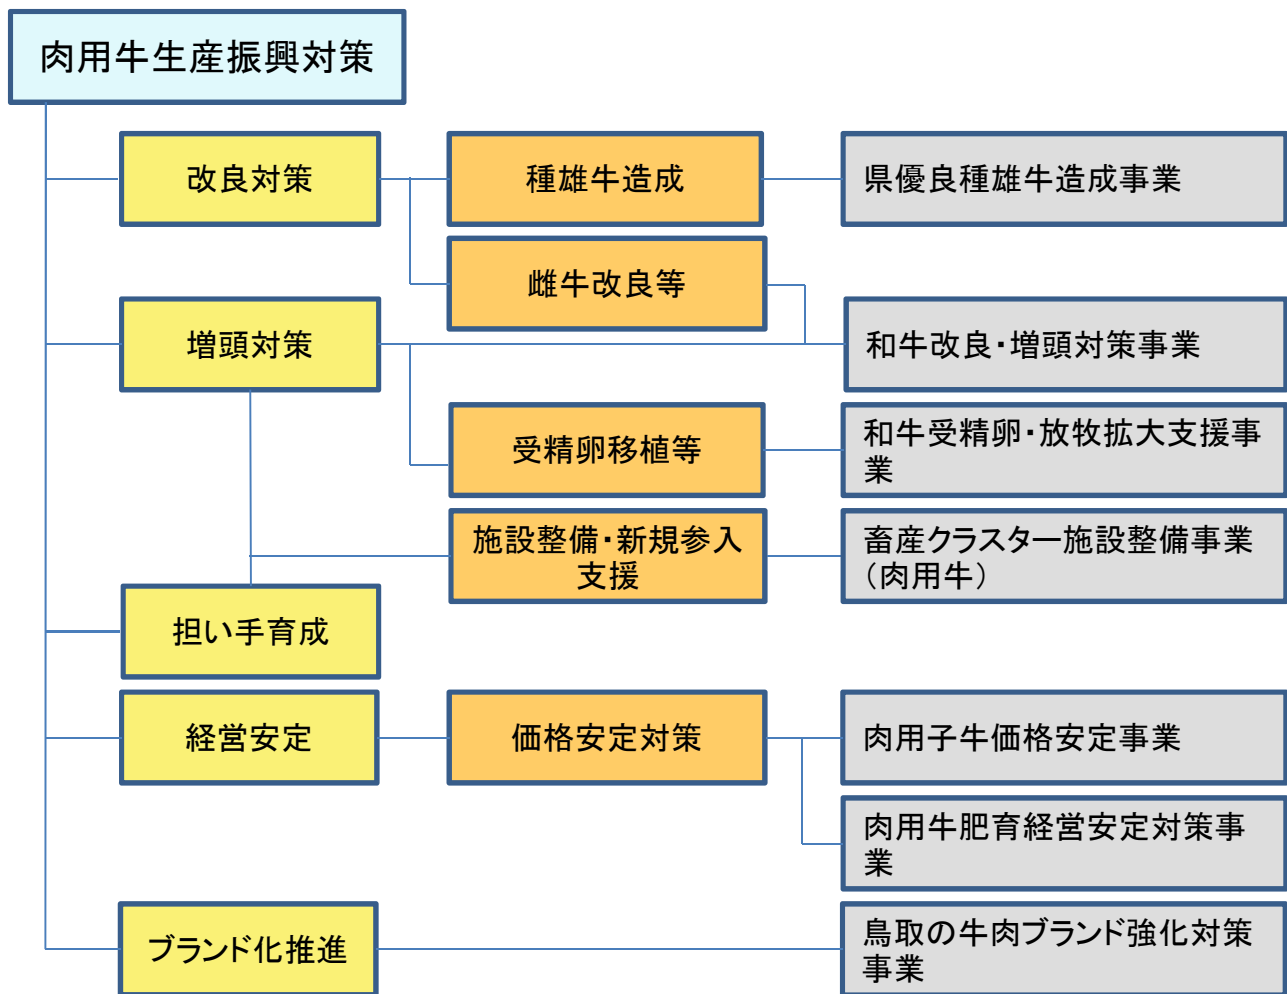 肉用牛生産振興対策
改良対策
種雄牛造成
県優良種雄牛造成事業
雌牛改良等
増頭対策
和牛改良・増頭対策事業
受精卵移植等
和牛受精卵・放牧拡大支援事
業
施設整備・新規参入
支援
畜産クラスター施設整備事業
（肉用牛）
担い手育成
経営安定
価格安定対策
肉用子牛価格安定事業
肉用牛肥育経営安定対策事
業
ブランド化推進
鳥取の牛肉ブランド強化対策
事業